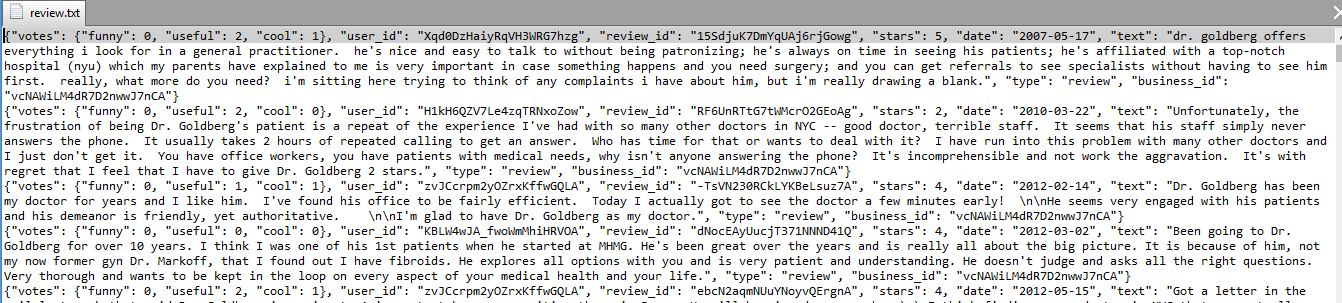 review.txt
{"votes": {"funny": 0, "useful": 2, "cool": 1}, "user_id": "Xqd0DzHaiyRqVH3WRG7hzg", "review_id": "15SdjuK7DmYqUAj6rjGowg", "stars": 5, "date": "2007-05-17", "text": "dr. goldberg offers
everything i look for in a general practitioner.  he's nice and easy to talk to without being patronizing; he's always on time in seeing his patients; he's affiliated with a top-notch
hospital (nyu) which my parents have explained to me is very important in case something happens and you need surgery; and you can get referrals to see specialists without having to see him
first.  really, what more do you need?  i'm sitting here trying to think of any complaints i have about him, but i'm really drawing a blank.", "type": "review", "business_id":
"vcNAWiLM4dR7D2nwwJ7nCA"}
{"votes": {"funny": 0, "useful": 2, "cool": 0}, "user_id": "H1kH6QZV7Le4zqTRNxoZow", "review_id": "RF6UnRTtG7tWMcrO2GEoAg", "stars": 2, "date": "2010-03-22", "text": "Unfortunately, the
frustration of being Dr. Goldberg's patient is a repeat of the experience I've had with so many other doctors in NYC -- good doctor, terrible staff.  It seems that his staff simply never
answers the phone.  It usually takes 2 hours of repeated calling to get an answer.  Who has time for that or wants to deal with it?  I have run into this problem with many other doctors and
I just don't get it.  You have office workers, you have patients with medical needs, why isn't anyone answering the phone?  It's incomprehensible and not work the aggravation.  It's with
regret that I feel that I have to give Dr. Goldberg 2 stars.", "type": "review", "business_id": "vcNAWiLM4dR7D2nwwJ7nCA"}
{"votes": {"funny": 0, "useful": 1, "cool": 1}, "user_id": "zvJCcrpm2yOZrxKffwGQLA", "review_id": "-TsVN230RCkLYKBeLsuz7A", "stars": 4, "date": "2012-02-14", "text": "Dr. Goldberg has been
my doctor for years and I like him.  I've found his office to be fairly efficient.  Today I actually got to see the doctor a few minutes early!  \n\nHe seems very engaged with his patients
and his demeanor is friendly, yet authoritative.    \n\nI'm glad to have Dr. Goldberg as my doctor.", "type": "review", "business_id": "vcNAWiLM4dR7D2nwwJ7nCA"}
{"votes": {"funny": 0, "useful": 0, "cool": 0}, "user_id": "KBLW4wJA_fwoWmMhiHRVOA", "review_id": "dNocEAyUucjT371NNND41Q", "stars": 4, "date": "2012-03-02", "text": "Been going to Dr.
Goldberg for over 10 years. I think I was one of his 1st patients when he started at MHMG. He's been great over the years and is really all about the big picture. It is because of him, not
my now former gyn Dr. Markoff, that I found out I have fibroids. He explores all options with you and is very patient and understanding. He doesn't judge and asks all the right questions.
Very thorough and wants to be kept in the loop on every aspect of your medical health and your life.", "type": "review", "business_id": "vcNAWiLM4dR7D2nwwJ7nCA"}
{"votes": {"funny": 0, "useful": 2, "cool": 1}, "user_id": "zvJCcrpm2yOZrxKffwGQLA", "review_id": "ebcN2aqmNUuYNoyvQErgnA", "stars": 4, "date": "2012-05-15", "text": "Got a letter in the